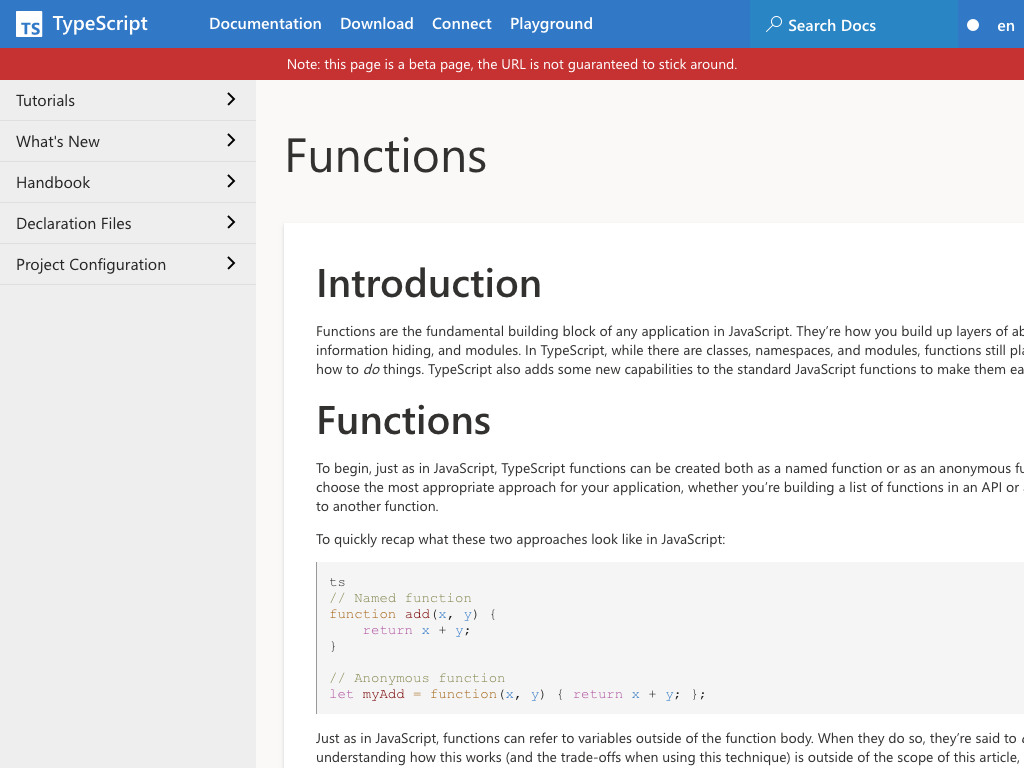 TS TypeScript Documentation Download Connect Playground Search Docs en
Note: this page is a beta page, the URL is not guaranteed to stick around.
Tutorials
What's New
Handbook
Declaration Files
Project Configuration
Functions
Introduction
Functions are the fundamental building block of any application in JavaScript. They’re how you build up layers of
information hiding, and modules. In TypeScript, while there are classes, namespaces, and modules, functions still
how to do things. TypeScript also adds some new capabilities to the standard JavaScript functions to make them
Functions
To begin, just as in JavaScript, TypeScript functions can be created both as a named function or as an anonymous
choose the most appropriate approach for your application, whether you’re building a list of functions in an API or
to another function.
To quickly recap what these two approaches look like in JavaScript:
ts
// Named function
function add(x, y) {
    return x + y;
}
// Anonymous function
let myAdd = function(x, y) { return x + y; };
Just as in JavaScript, functions can refer to variables outside of the function body. When they do so, they’re said to
understanding how this works (and the trade-offs when using this technique) is outside of the scope of this article,